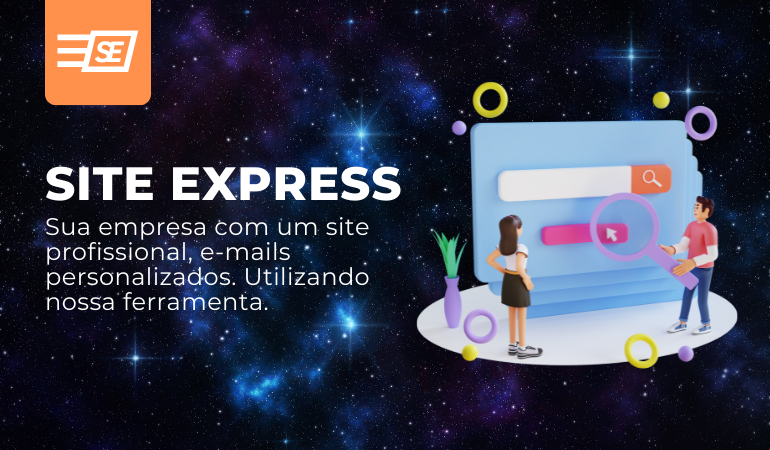 SE
SITE EXPRESS
Sua empresa com um site
profissional, e-mails
personalizados. Utilizando
nossa ferramenta.